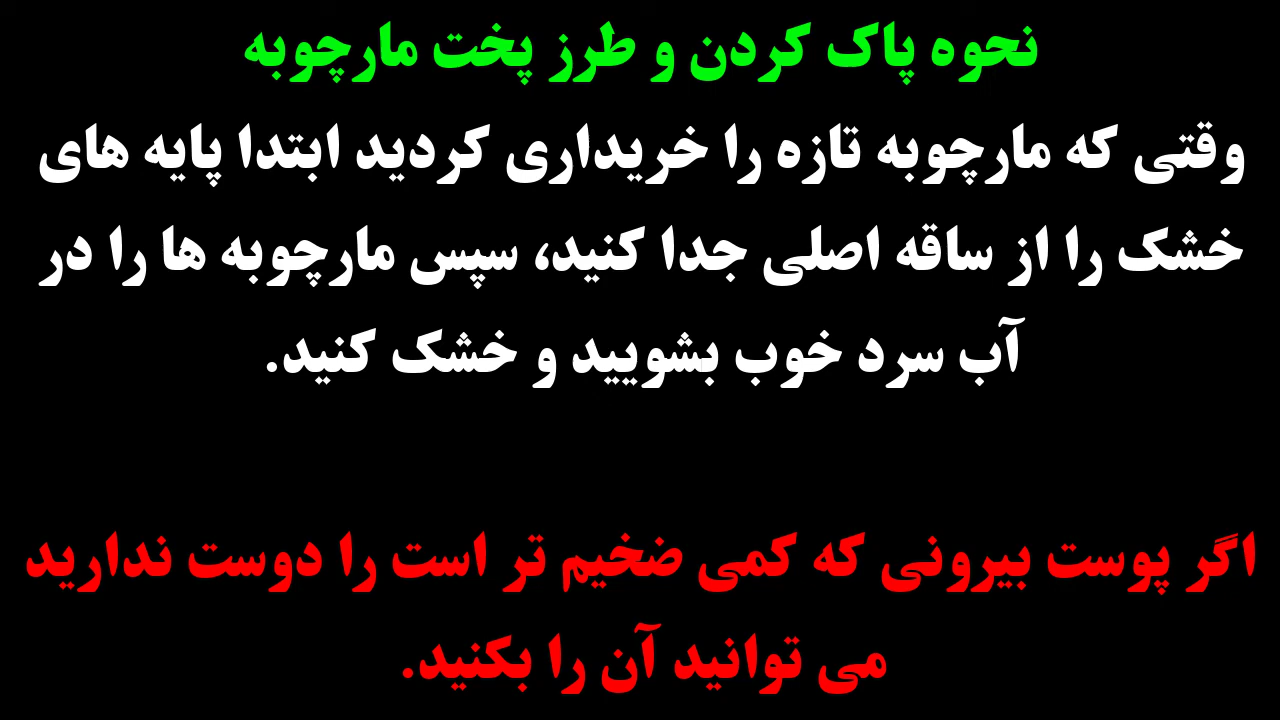 نحوه پاک کردن و طرز پخت مارچوبه
وقتی که مارچوبه تازه را خریداری کردید ابتدا پایه های
خشک را از ساقه اصلی جدا کنید، سپس مارچوبه ها را در
آب سرد خوب بشویید و خشک کنید.
اگر پوست بیرونی که کمی ضخیم تر است را دوست ندارید
می توانید آن را بکنید.